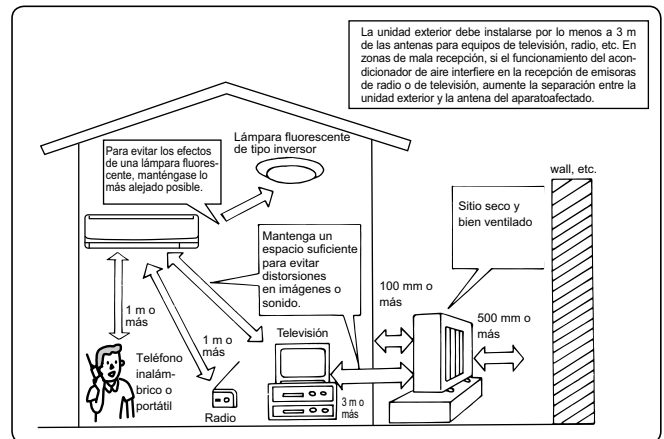 La unidad exterior debe instalarse por lo menos a 3 m
de las antenas para equipos de televisión, radio, etc. En
zonas de mala recepción, si el funcionamiento del acon-
dicionador de aire interfiere en la recepción de emisoras
de radio o de televisión, aumente la separación entre la
unidad exterior y la antena del aparatoafectado.
Lámpara fluorescente
de tipo inversor
Para evitar los efectos
de una lámpara fluores-
cente, manténgase lo
más alejado posible.
wall, etc.
Sitio seco y
bien ventilado
Mantenga un
espacio suficiente
para evitar
distorsiones
en imágenes o
sonido.
100 mm o
más
500 mm o
más
1 m o
más
1 m o
más
Televisión
Teléfono
inalám-
brico o
portátil
Radio
3 m o
más